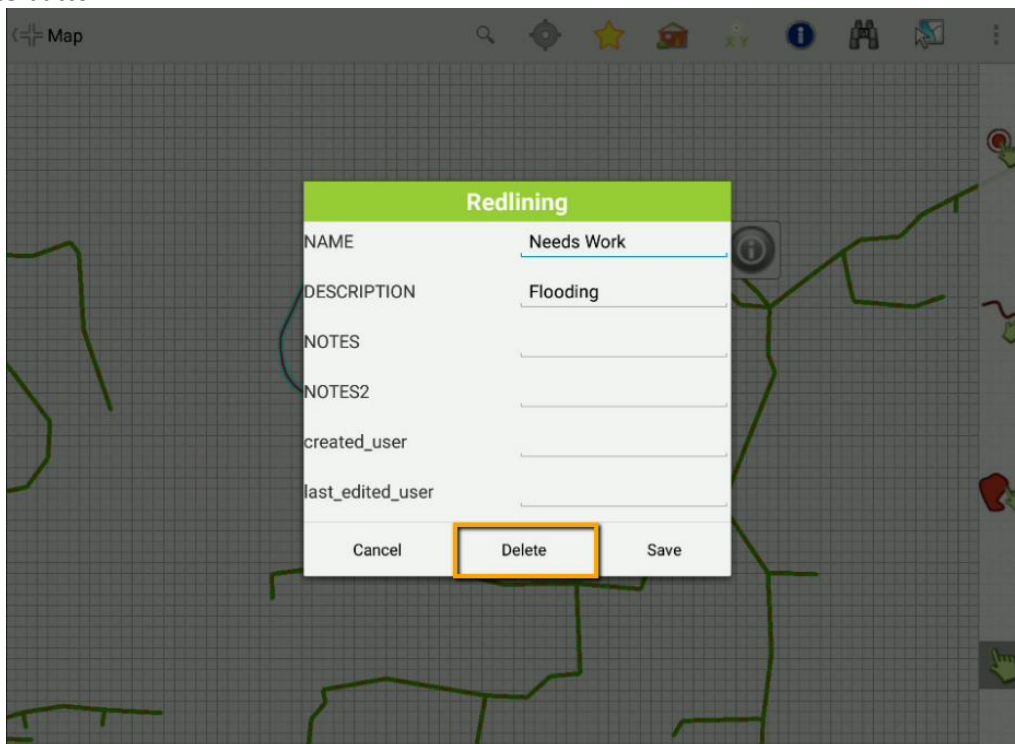 Map
X Y
Redlining
NAME Needs Work
DESCRIPTION Flooding
NOTES
NOTES2
created_user
last_edited_user
Cancel Delete Save